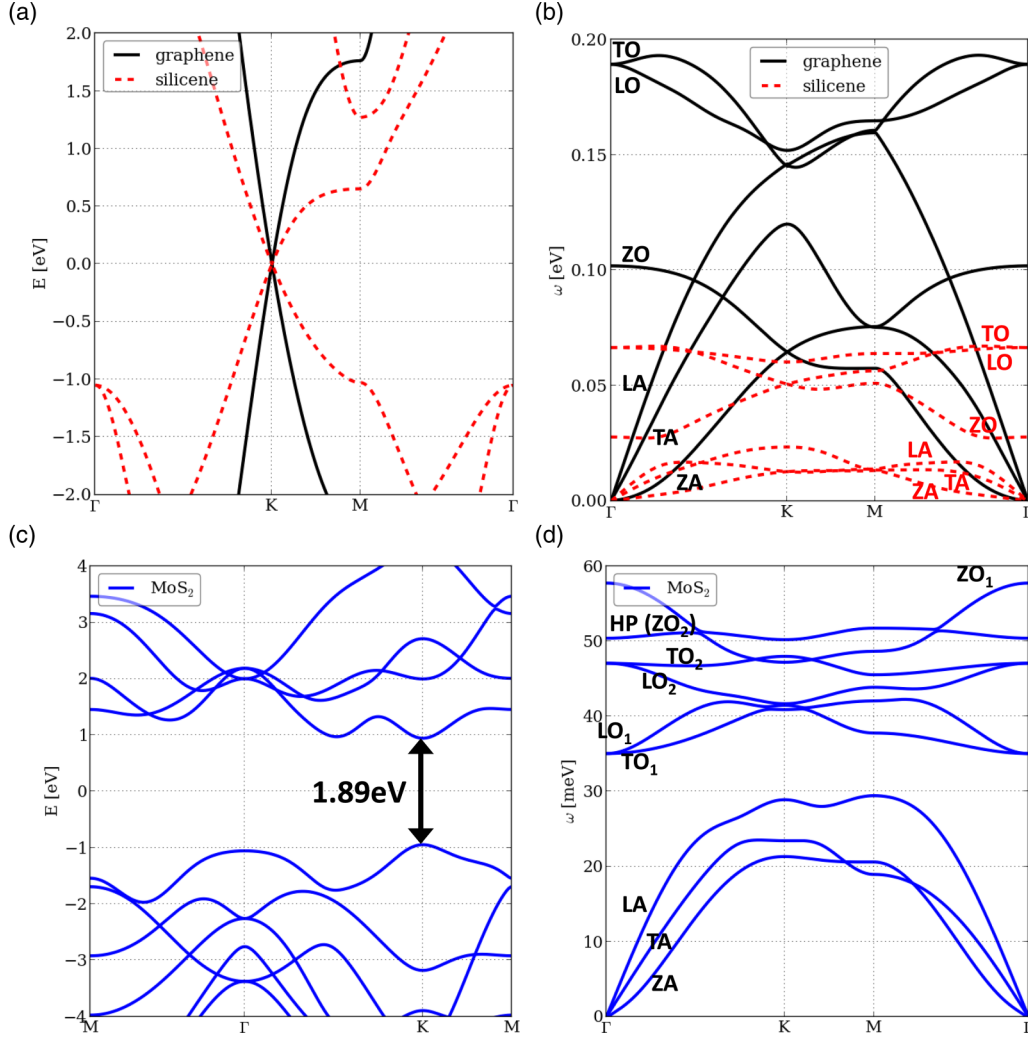 (a)
2.0
1.5
1.0
0.5
0.0
−0.5
−1.0
−1.5
−2.0
E [eV]
graphene
silicene
Γ K M Γ
(b)
0.20
0.15
0.10
0.05
0.00
ω [eV]
graphene
silicene
TO
LO
ZO
LA
TA
ZA
TO
LO
ZO
LA
TA
ZA
Γ K M Γ
(c)
4
3
2
1
0
−1
−2
−3
−4
E [eV]
MoS₂
1.89eV
M Γ K M
(d)
60
50
40
30
20
10
0
ω [meV]
MoS₂
ZO₁
HP (ZO₂)
TO₂
LO₂
LO₁
TO₁
LA
TA
ZA
Γ K M Γ